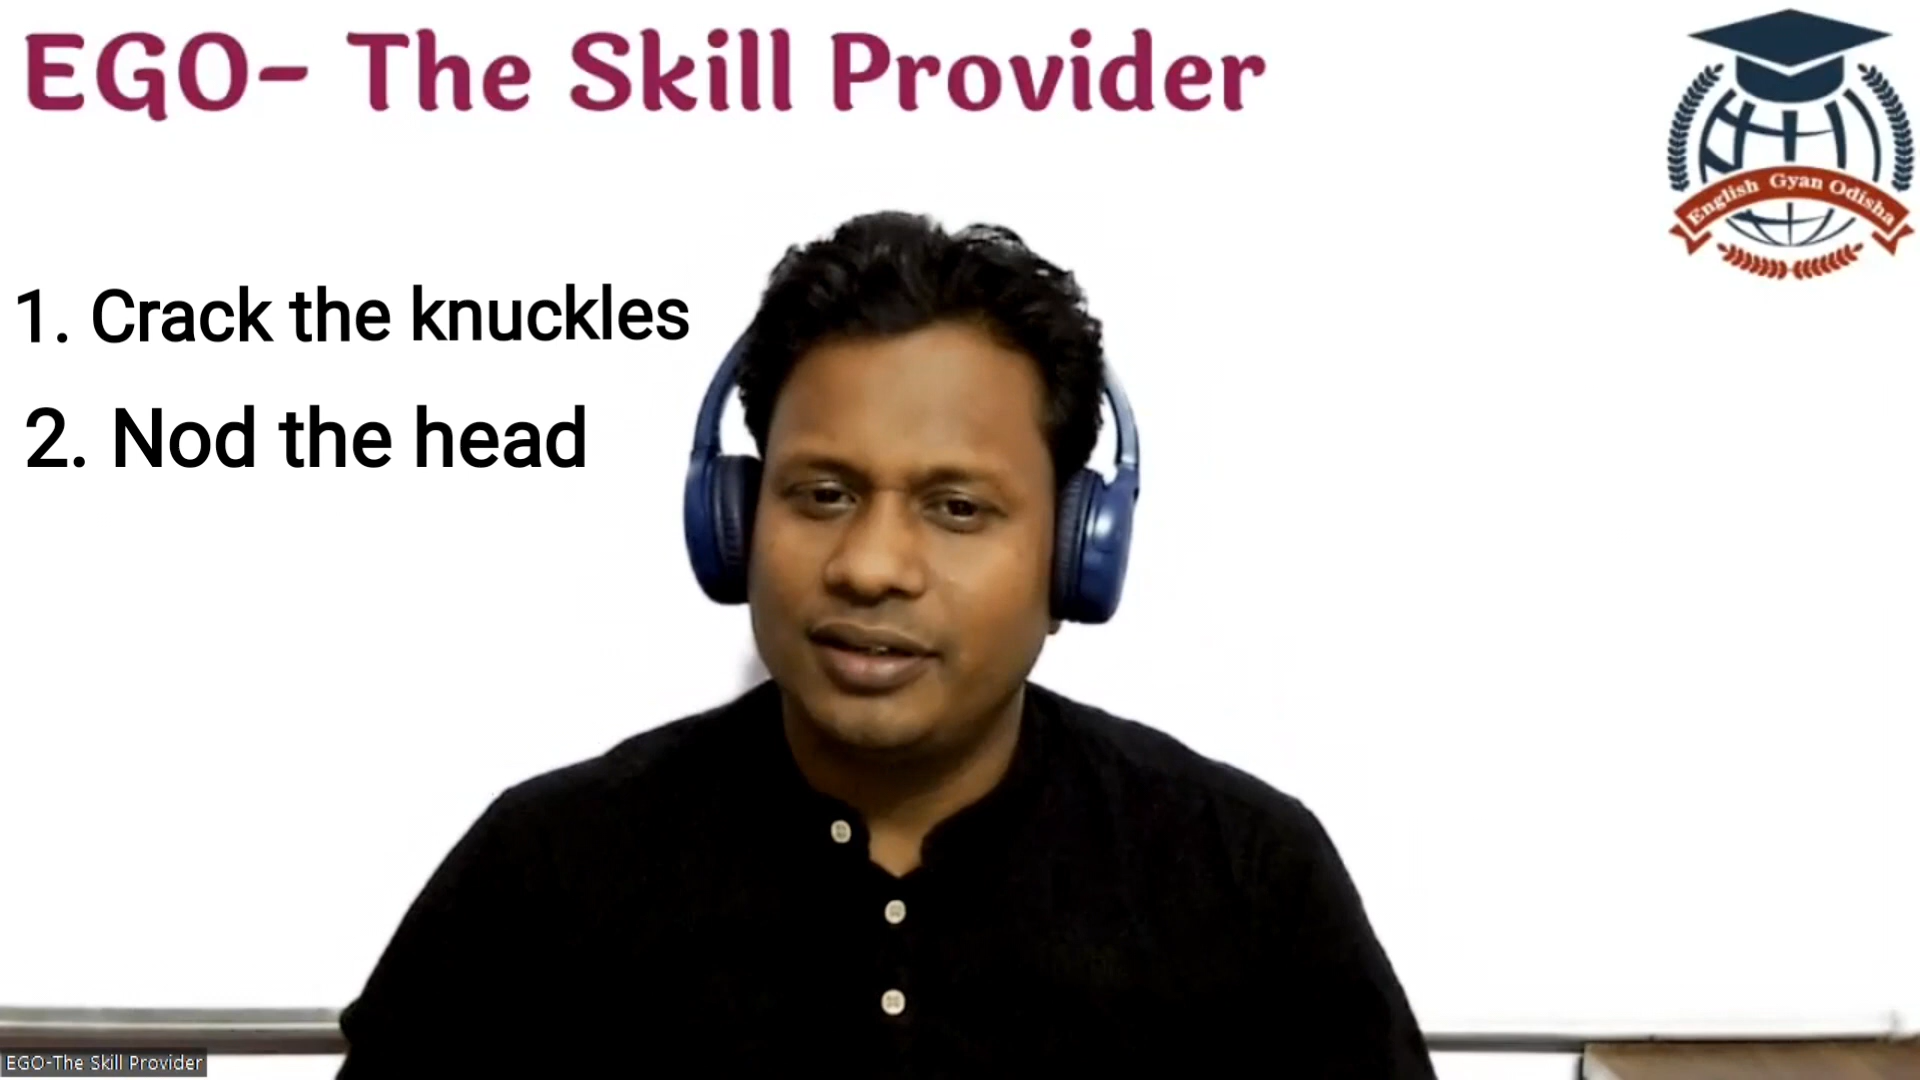 EGO- The Skill Provider
English Gyan Odisha
1. Crack the knuckles
2. Nod the head
EGO-The Skill Provider